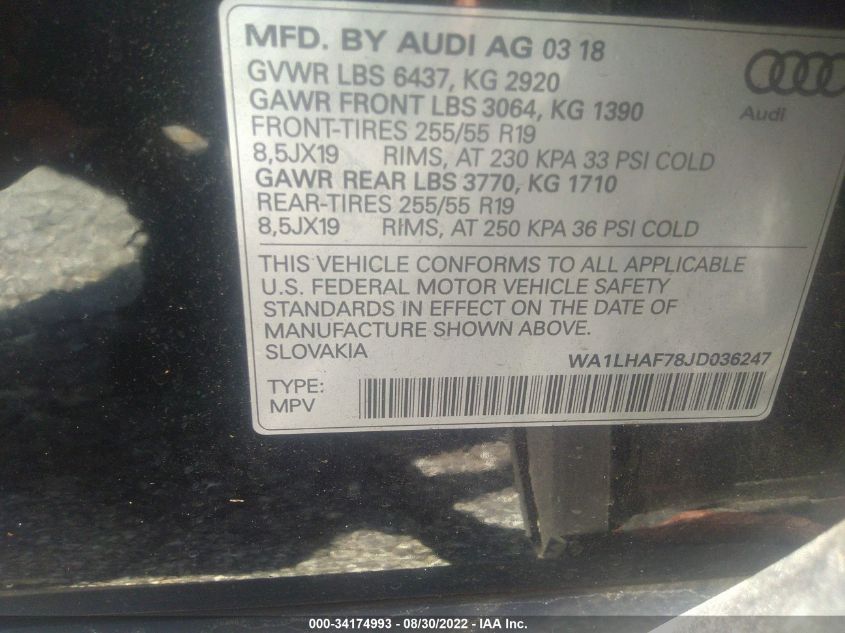 MFD. BY AUDI AG 03 18
GVWR LBS 6437, KG 2920
GAWR FRONT LBS 3064, KG 1390
FRONT-TIRES 255/55 R19
8,5JX19 RIMS, AT 230 KPA 33 PSI COLD
GAWR REAR LBS 3770, KG 1710
REAR-TIRES 255/55 R19
8,5JX19 RIMS, AT 250 KPA 36 PSI COLD
Audi
THIS VEHICLE CONFORMS TO ALL APPLICABLE
U.S. FEDERAL MOTOR VEHICLE SAFETY
STANDARDS IN EFFECT ON THE DATE OF
MANUFACTURE SHOWN ABOVE.
SLOVAKIA
WA1LHAF78JD036247
TYPE:
MPV
000-34174993 - 08/30/2022 - IAA Inc.